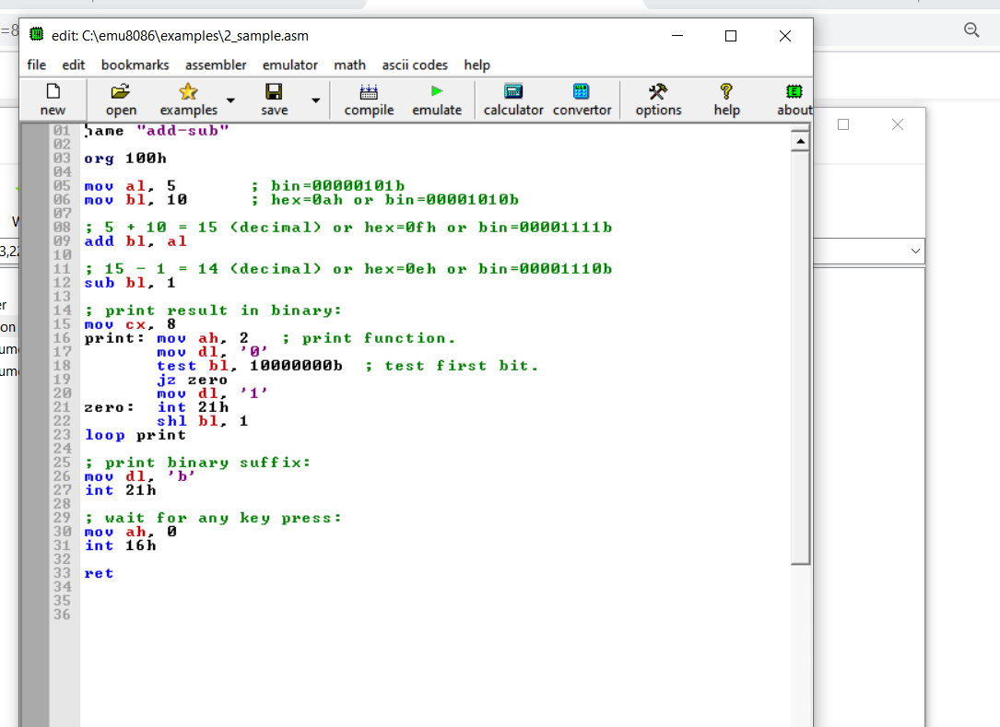 =8
edit: C:\emu8086\examples\2_sample.asm
file edit bookmarks assembler emulator math ascii codes help
new open examples save compile emulate calculator convertor options help about
01 name "add-sub"
02
03 org 100h
04
05 mov al, 5 ; bin=00000101b
06 mov bl, 10 ; hex=0ah or bin=00001010b
07
08 ; 5 + 10 = 15 (decimal) or hex=0fh or bin=00001111b
09 add bl, al
10
11 ; 15 - 1 = 14 (decimal) or hex=0eh or bin=00001110b
12 sub bl, 1
13
14 ; print result in binary:
15 mov cx, 8
16 print: mov ah, 2 ; print function.
17 mov dl, '0'
18 test bl, 10000000b ; test first bit.
19 jz zero
20 mov dl, '1'
21 zero: int 21h
22 shl bl, 1
23 loop print
24
25 ; print binary suffix:
26 mov dl, 'b'
27 int 21h
28
29 ; wait for any key press:
30 mov ah, 0
31 int 16h
32
33 ret
34
35
36
3,22
er
on
ume
ume